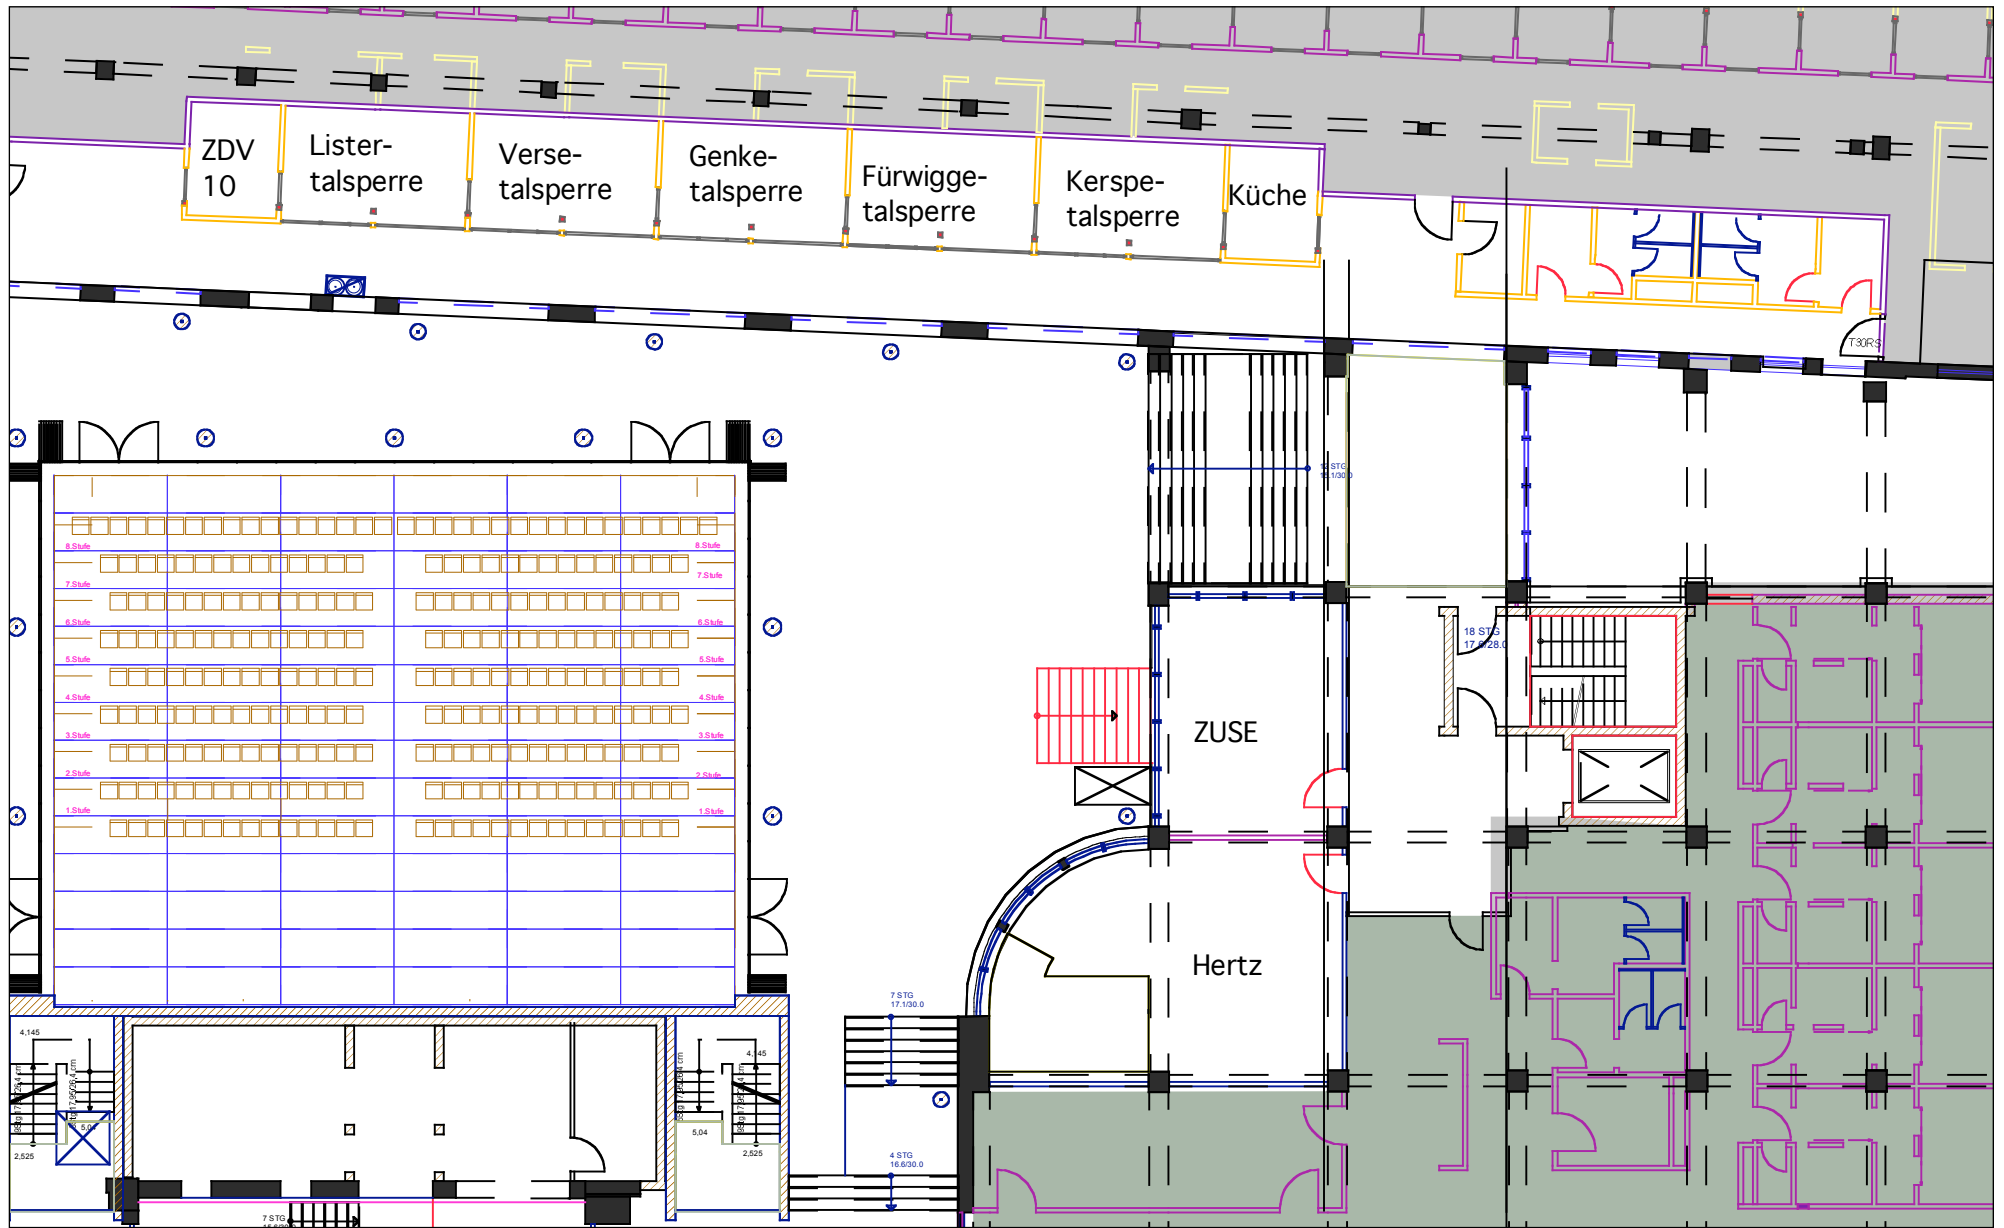 ZDV
10
Lister-
talsperre
Verse-
talsperre
Genke-
talsperre
Fürwigge-
talsperre
Kerspe-
talsperre
Küche
T30RS
8.Stufe
8.Stufe
7.Stufe
7.Stufe
6.Stufe
6.Stufe
5.Stufe
5.Stufe
4.Stufe
4.Stufe
3.Stufe
3.Stufe
2.Stufe
2.Stufe
1.Stufe
1.Stufe
18 STG
ZUSE
Hertz
7 STG
17.1/30.0
4 STG
16.6/30.0
4,145
5,04
2,525
4,145
5,04
2,525
7 STG